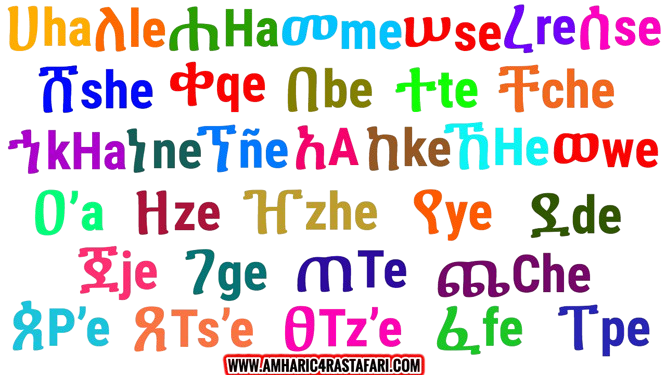 ሀha ለle ሐHa መme ሠse ረre ሰse
ሸshe ቀqe በbe ተte ቸche
ኀkHa ነne ኘñe አA ከke ኸHe ወwe
ዐ'a ዘze ዠzhe የye ደde
ጀje ገge ጠTe ጨChe
ጰP'e ጸTs'e ፀTz'e ፈfe ፐpe
WWW.AMHARIC4RASTAFARI.COM